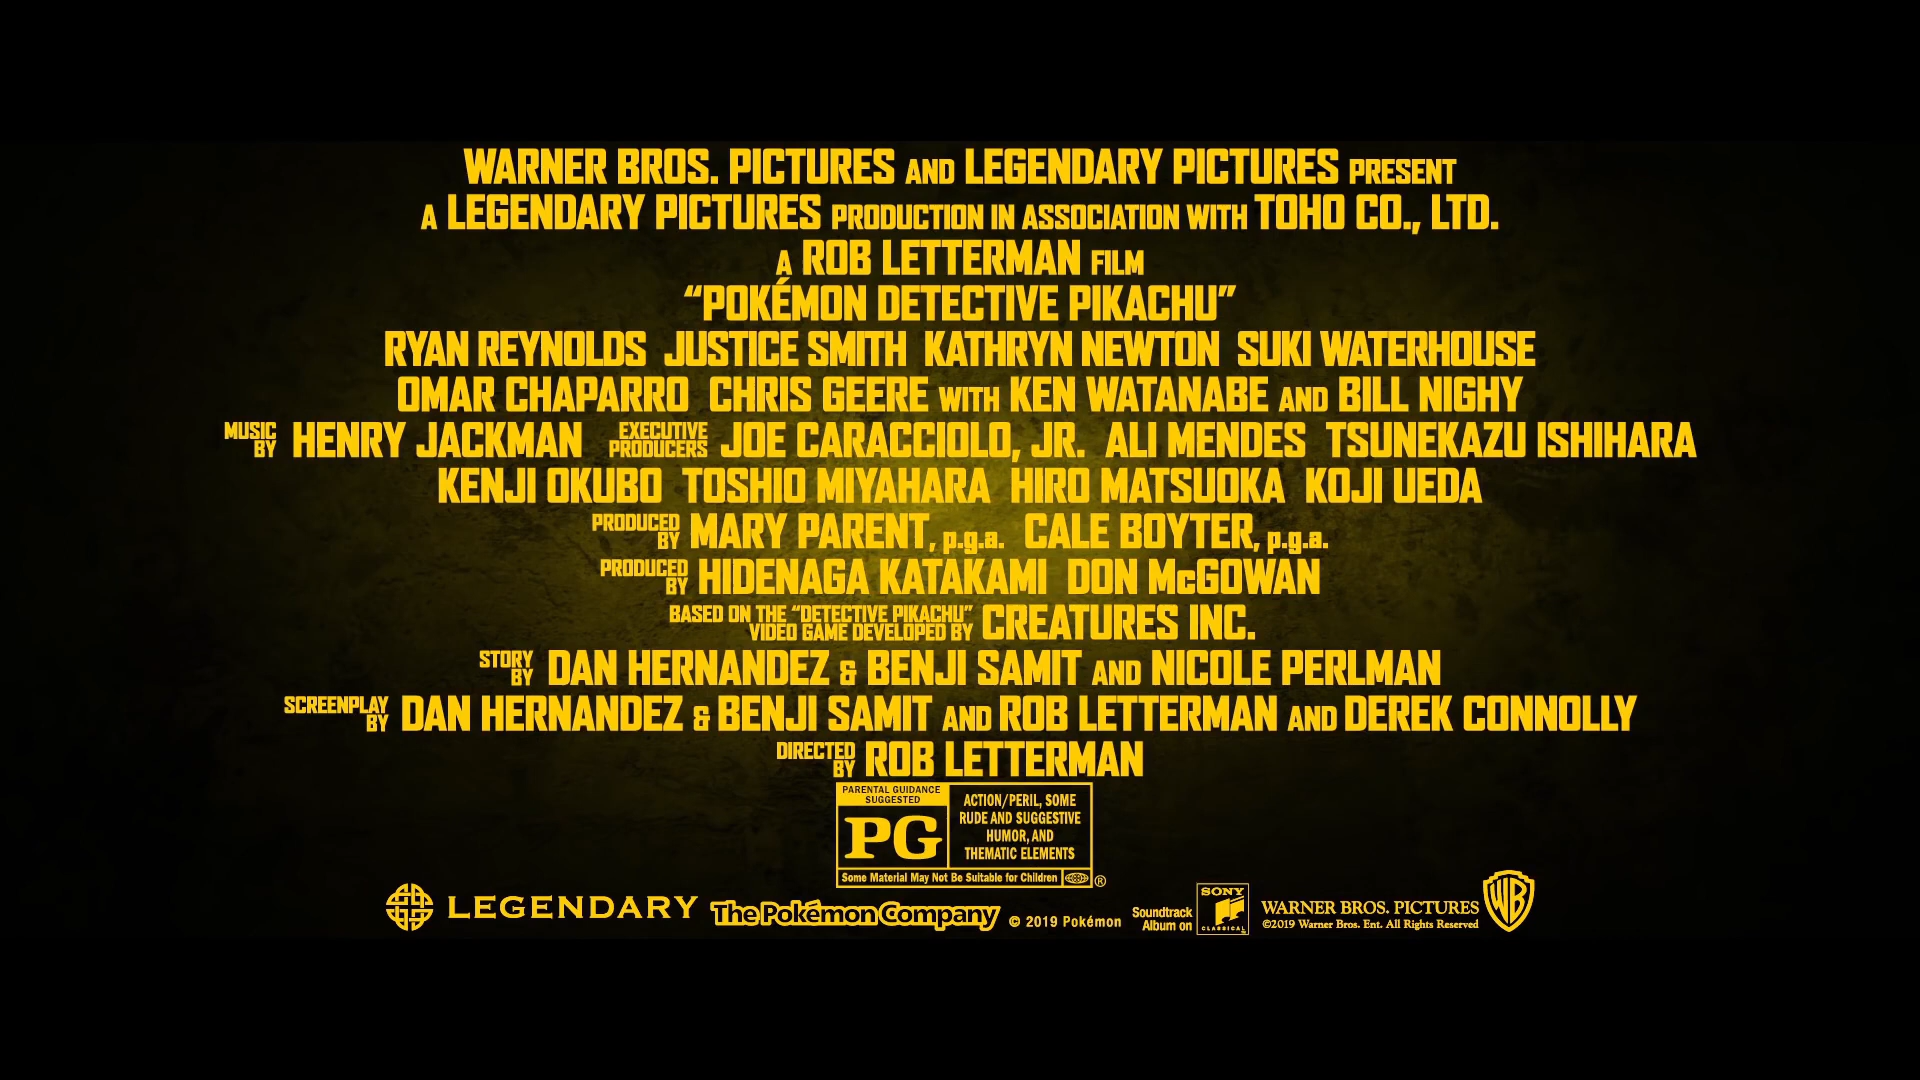 WARNER BROS. PICTURES AND LEGENDARY PICTURES PRESENT
A LEGENDARY PICTURES PRODUCTION IN ASSOCIATION WITH TOHO CO., LTD.
A ROB LETTERMAN FILM
“POKÉMON DETECTIVE PIKACHU”
RYAN REYNOLDS JUSTICE SMITH KATHRYN NEWTON SUKI WATERHOUSE
OMAR CHAPARRO CHRIS GEERE WITH KEN WATANABE AND BILL NIGHY
MUSIC BY HENRY JACKMAN EXECUTIVE PRODUCERS JOE CARACCIOLO, JR. ALI MENDES TSUNEKAZU ISHIHARA
KENJI OKUBO TOSHIO MIYAHARA HIRO MATSUOKA KOJI UEDA
PRODUCED BY MARY PARENT, p.g.a. CALE BOYTER, p.g.a.
PRODUCED BY HIDENAGA KATAKAMI DON McGOWAN
BASED ON THE “DETECTIVE PIKACHU” VIDEO GAME DEVELOPED BY CREATURES INC.
STORY BY DAN HERNANDEZ & BENJI SAMIT AND NICOLE PERLMAN
SCREENPLAY BY DAN HERNANDEZ & BENJI SAMIT AND ROB LETTERMAN AND DEREK CONNOLLY
DIRECTED BY ROB LETTERMAN
PARENTAL GUIDANCE SUGGESTED
PG
ACTION/PERIL, SOME
RUDE AND SUGGESTIVE
HUMOR, AND
THEMATIC ELEMENTS
Some Material May Not Be Suitable for Children ®
LEGENDARY
The Pokémon Company
© 2019 Pokémon
Soundtrack
Album on
SONY
CLASSICAL
WARNER BROS. PICTURES
©2019 Warner Bros. Ent. All Rights Reserved
WB